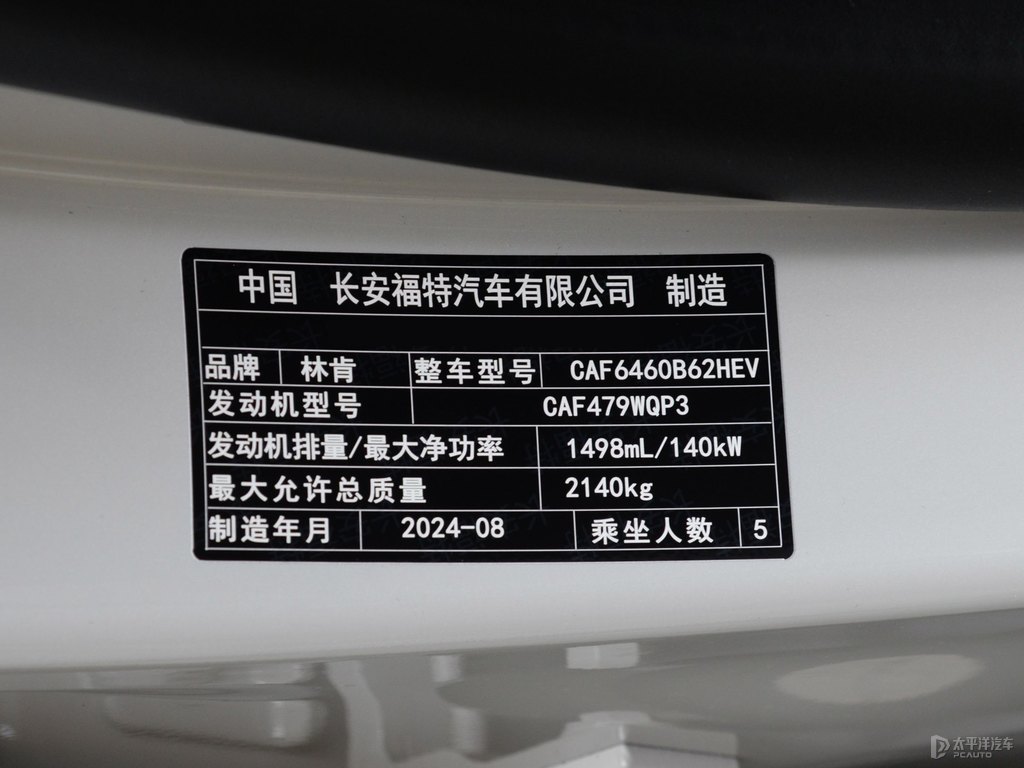 中国 长安福特汽车有限公司 制造
品牌 林肯 整车型号 CAF6460B62HEV
发动机型号 CAF479WQP3
发动机排量/最大净功率 1498mL/140kW
最大允许总质量 2140kg
制造年月 2024-08 乘坐人数 5
太平洋汽车
PCAUTO